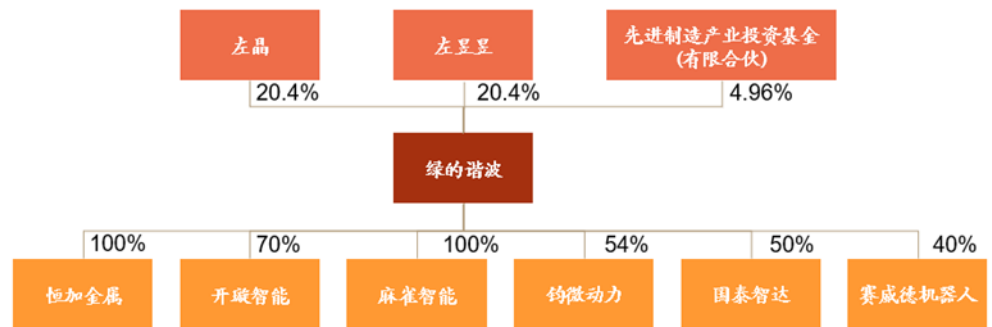 左晶
左昱昱
先进制造产业投资基金
(有限合伙)
20.4%
20.4%
4.96%
绿的谐波
100%
70%
100%
54%
50%
40%
恒加金属
开璇智能
麻雀智能
钧微动力
国泰智达
赛威德机器人